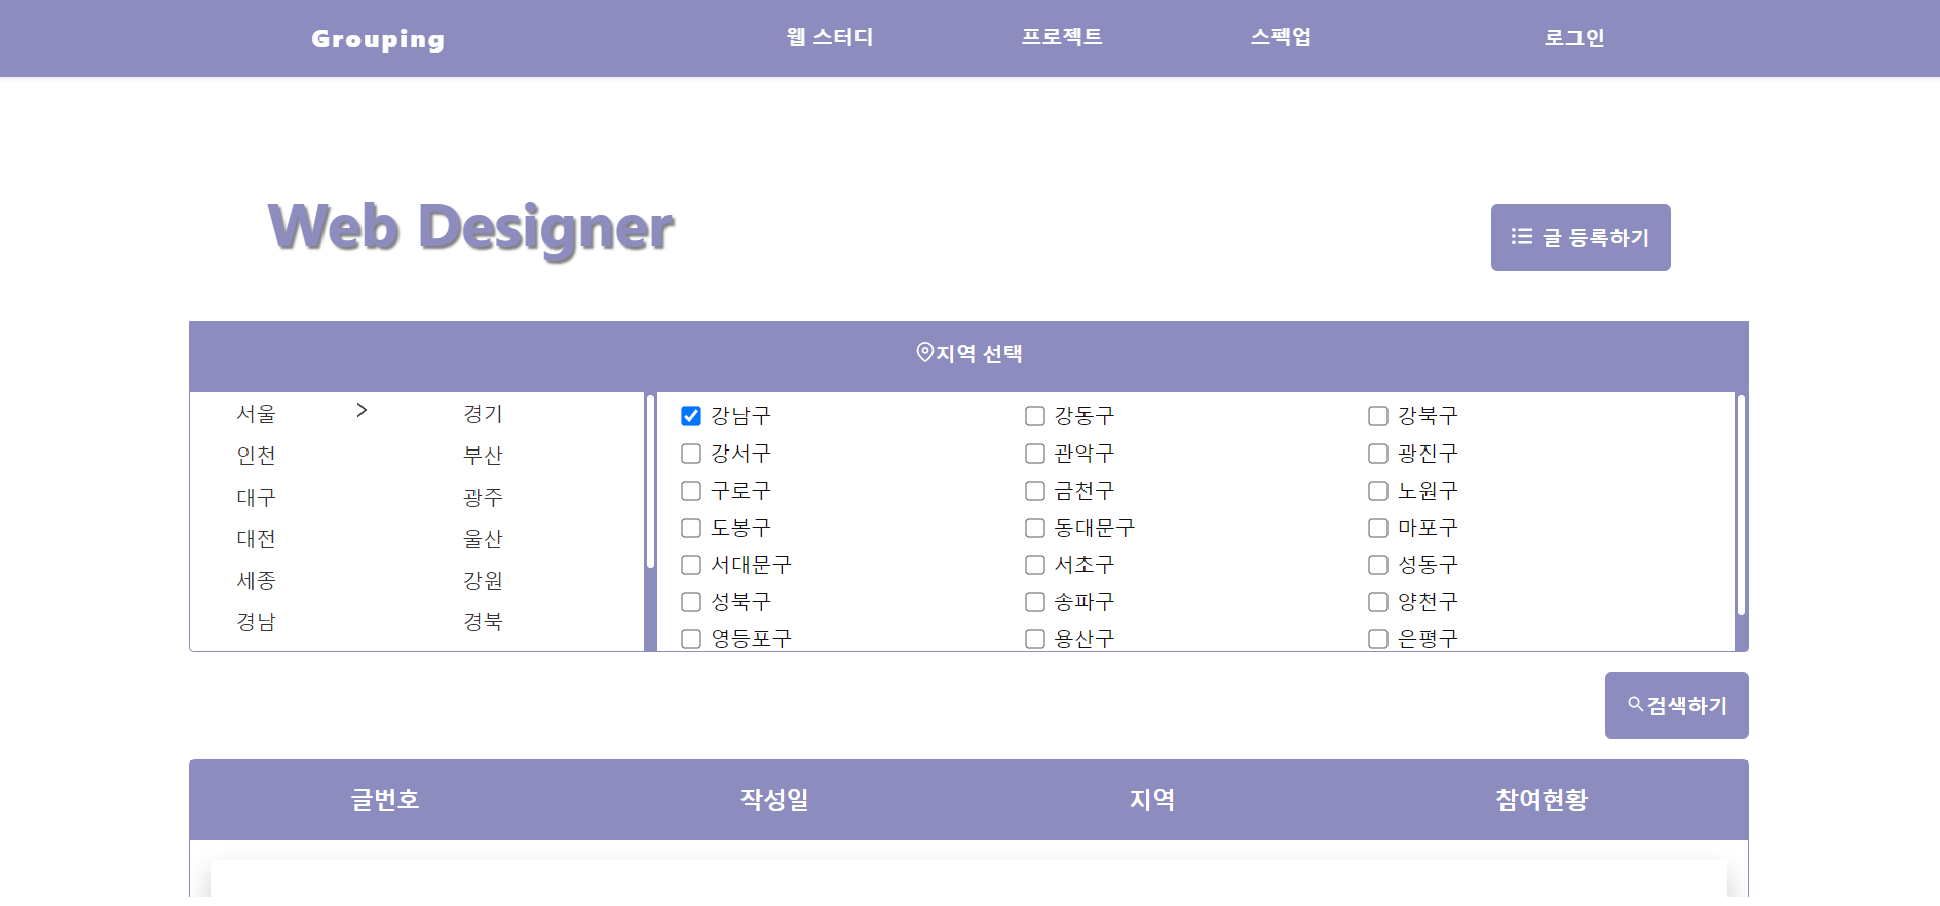 Grouping 웹 스터디 프로젝트 스펙업 로그인
Web Designer
글 등록하기
지역 선택
서울 > 경기
인천 부산
대구 광주
대전 울산
세종 강원
경남 경북
강남구 강동구 강북구
강서구 관악구 광진구
구로구 금천구 노원구
도봉구 동대문구 마포구
서대문구 서초구 성동구
성북구 송파구 양천구
영등포구 용산구 은평구
검색하기
글번호 작성일 지역 참여현황